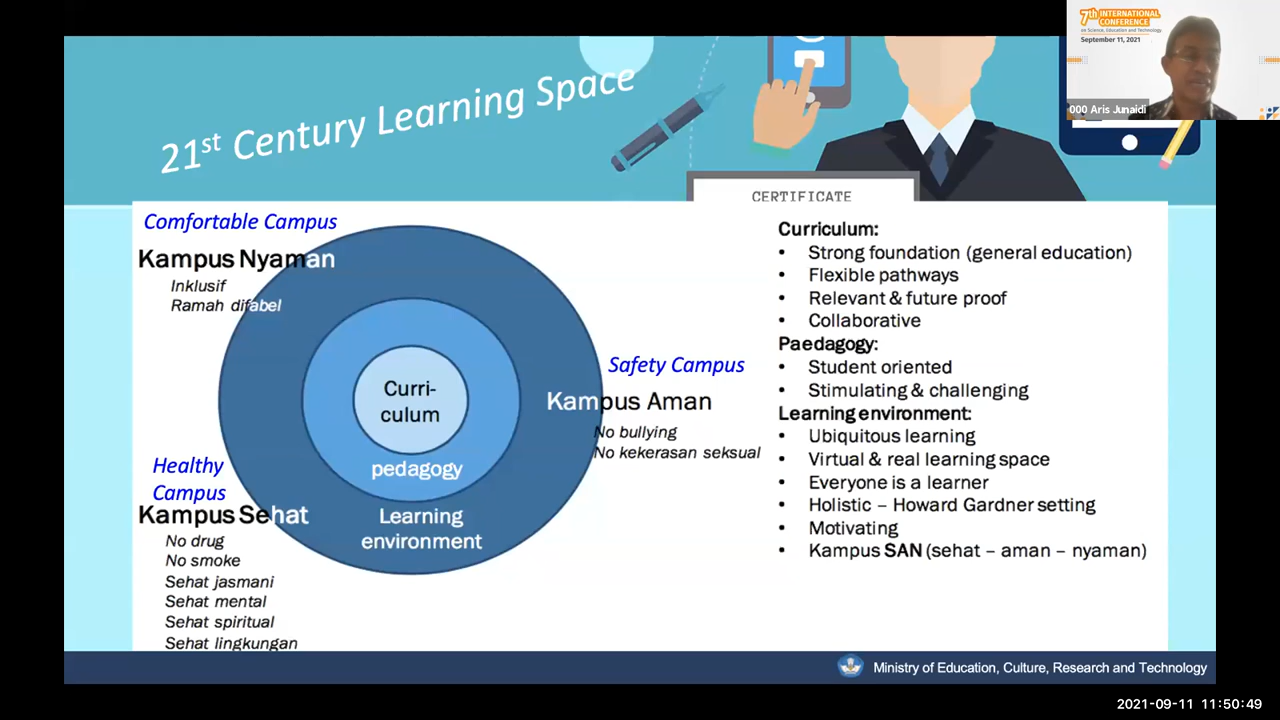 7th INTERNATIONAL
CONFERENCE
on Science, Education and Technology
September 11, 2021
000 Aris Junaidi
21st Century Learning Space
CERTIFICATE
Comfortable Campus
Kampus Nyaman
Inklusif
Ramah difabel
Safety Campus
Kampus Aman
No bullying
No kekerasan seksual
Healthy
Campus
Kampus Sehat
No drug
No smoke
Sehat jasmani
Sehat mental
Sehat spiritual
Sehat lingkungan
Curri-
culum
pedagogy
Learning
environment
Curriculum:
• Strong foundation (general education)
• Flexible pathways
• Relevant & future proof
• Collaborative
Paedagogy:
• Student oriented
• Stimulating & challenging
Learning environment:
• Ubiquitous learning
• Virtual & real learning space
• Everyone is a learner
• Holistic – Howard Gardner setting
• Motivating
• Kampus SAN (sehat – aman – nyaman)
Ministry of Education, Culture, Research and Technology
2021-09-11 11:50:49